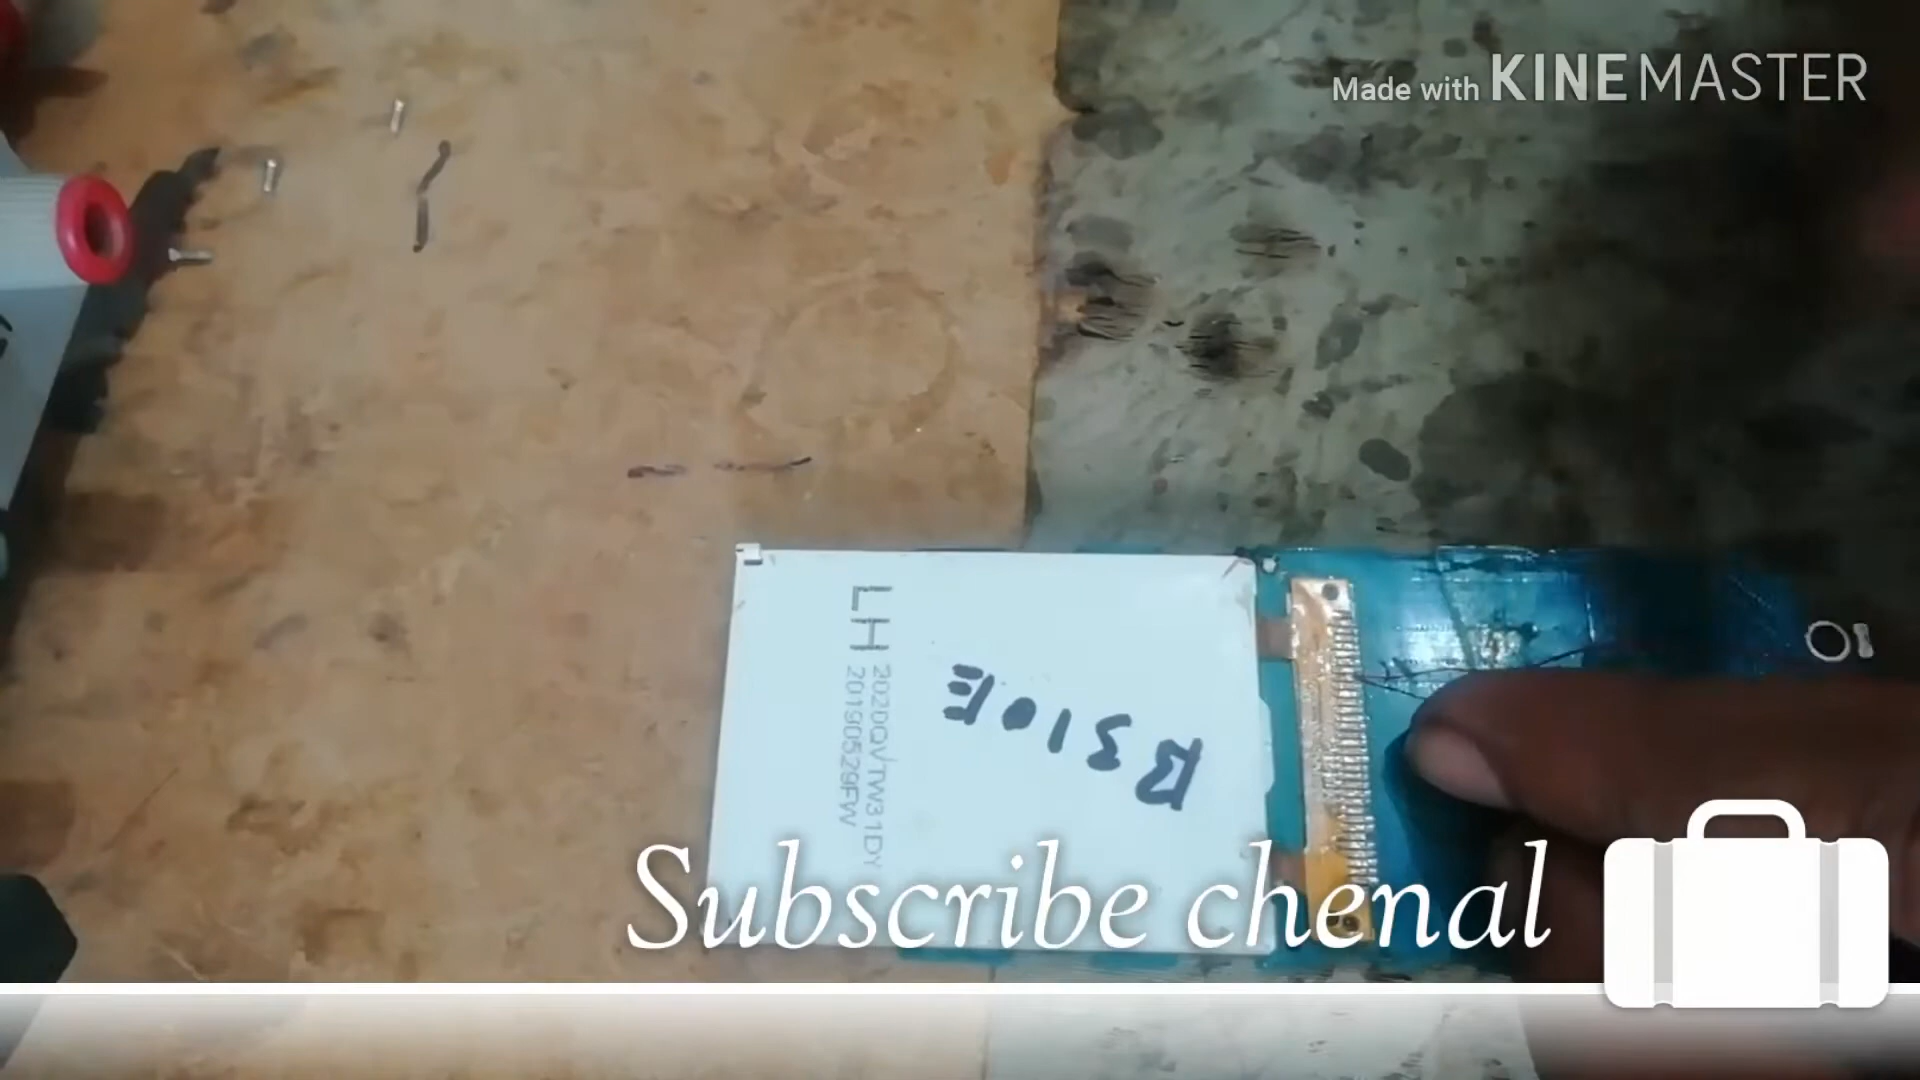 Made with KINEMASTER
LH
2020QVTW31DY
20190529FW
B310E
Subscribe chenal